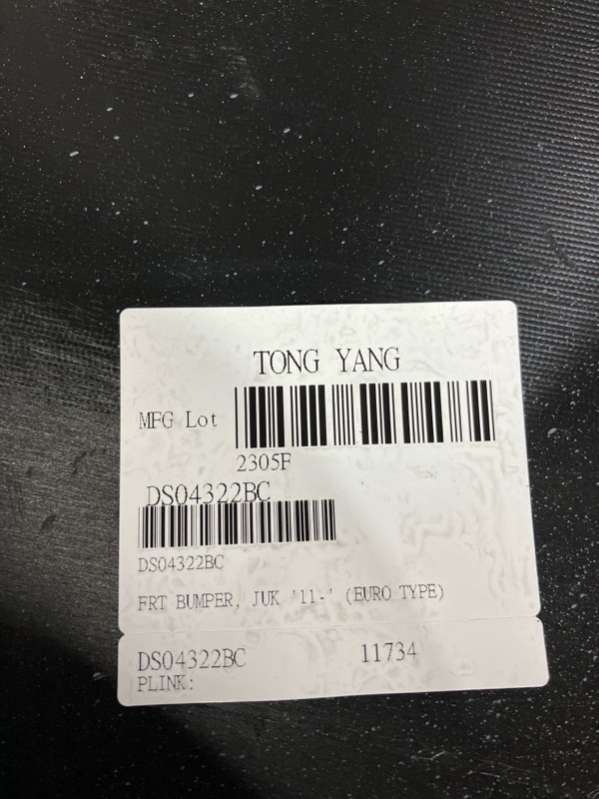 TONG YANG
MFG Lot
2305F
DS04322BC
DS04322BC
FRT BUMPER, JUK '11-' (EURO TYPE)
DS04322BC 11734
PLINK: